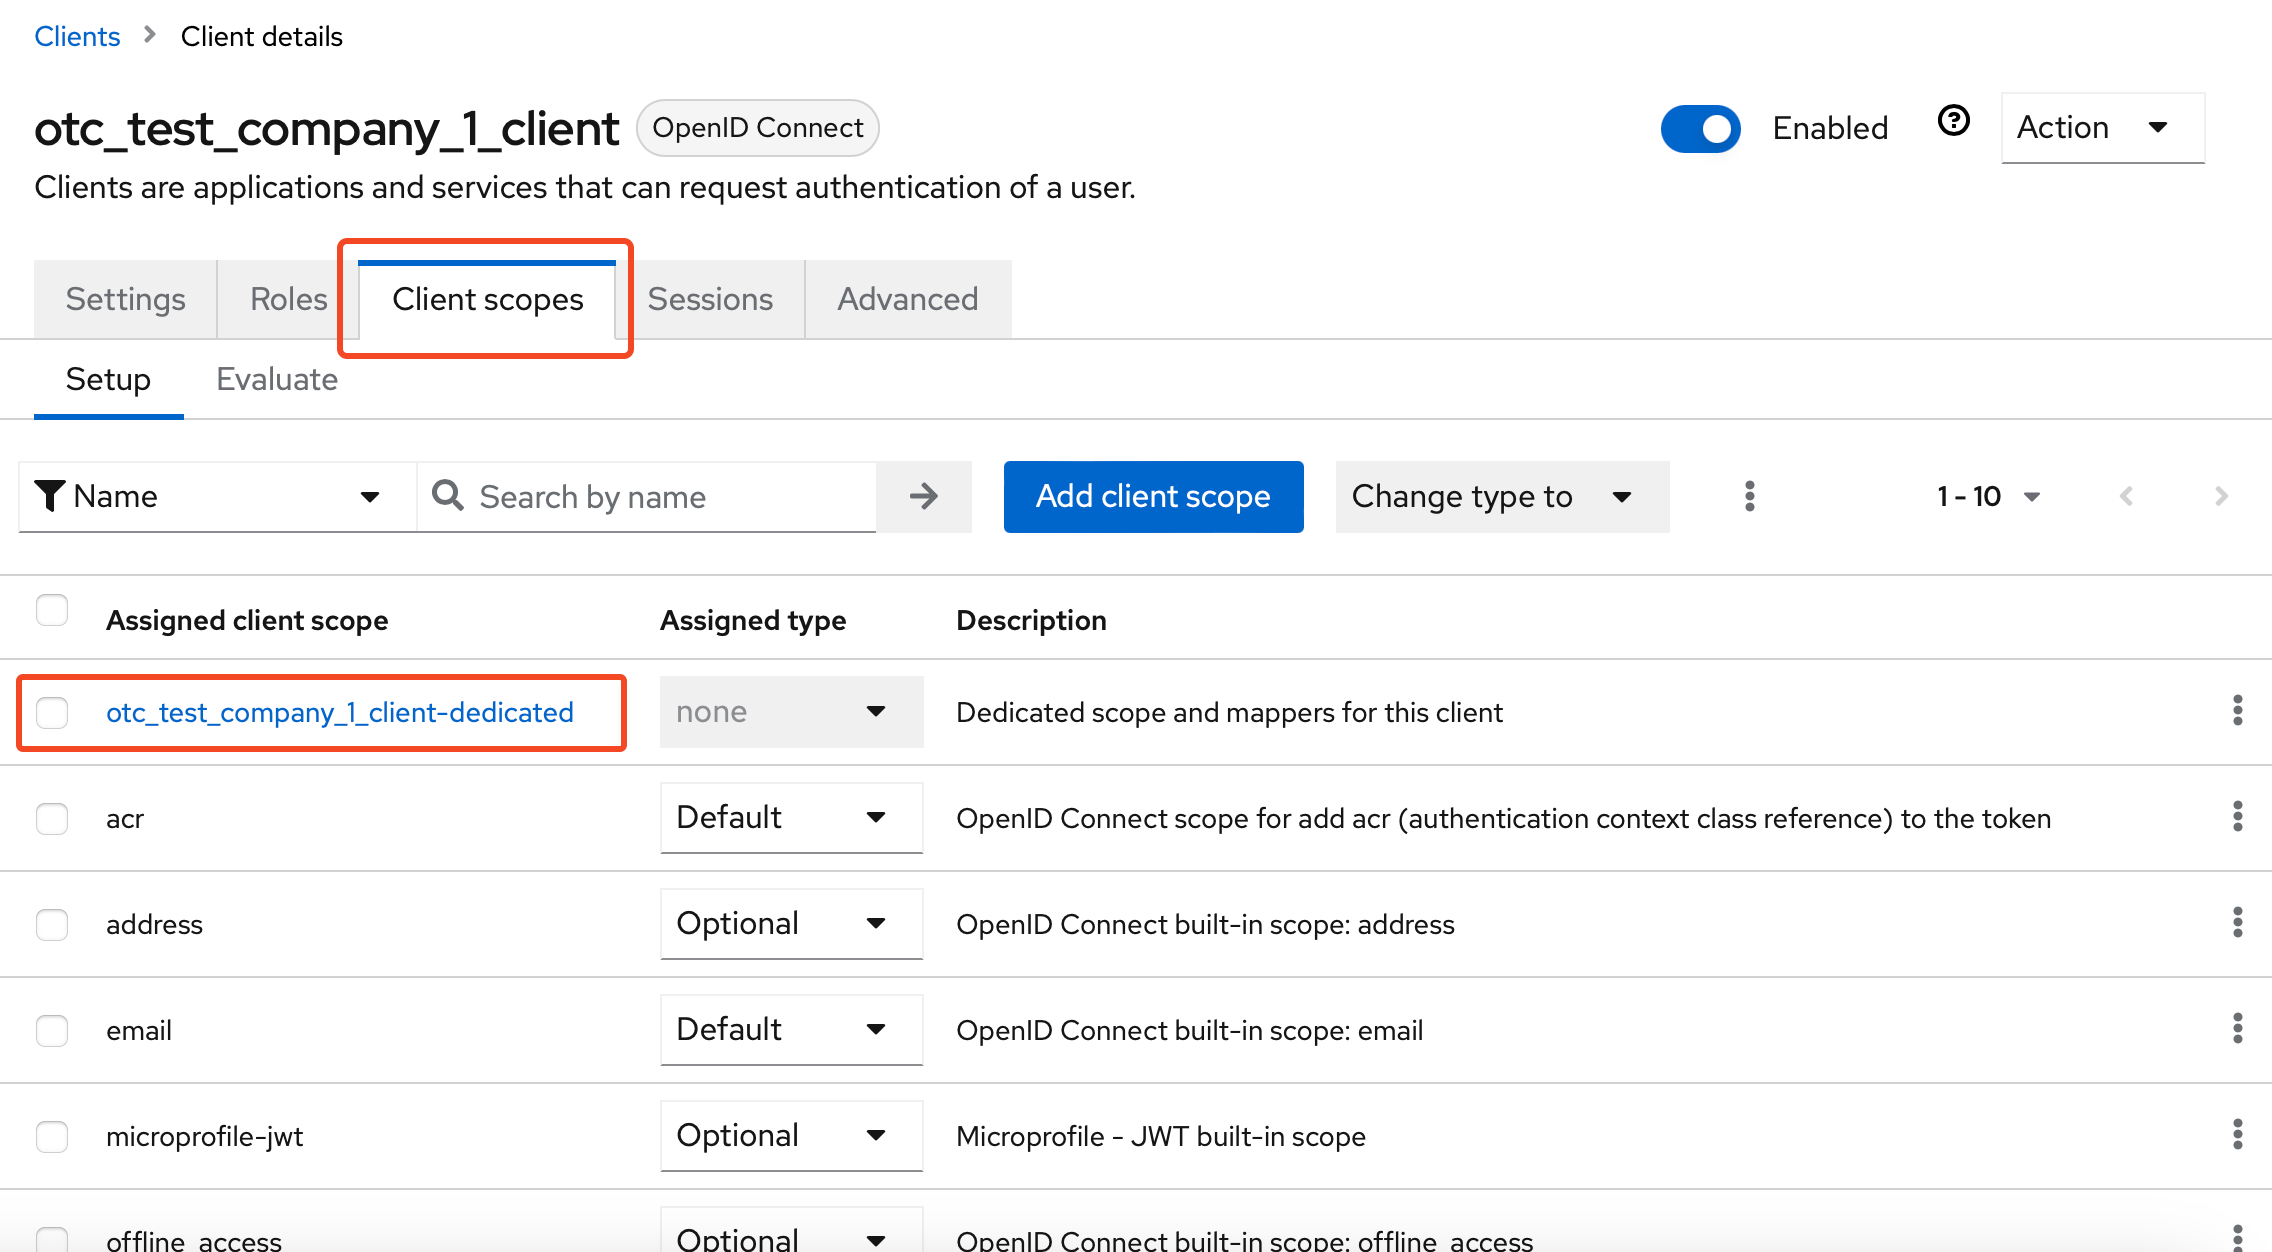 Clients > Client details
otc_test_company_1_client OpenID Connect Enabled Action
Clients are applications and services that can request authentication of a user.
Settings Roles Client scopes Sessions Advanced
Setup Evaluate
Name Search by name Add client scope Change type to 1 - 10
Assigned client scope Assigned type Description
otc_test_company_1_client-dedicated none Dedicated scope and mappers for this client
acr Default OpenID Connect scope for add acr (authentication context class reference) to the token
address Optional OpenID Connect built-in scope: address
email Default OpenID Connect built-in scope: email
microprofile-jwt Optional Microprofile - JWT built-in scope
offline_access Optional OpenID Connect built-in scope: offline_access